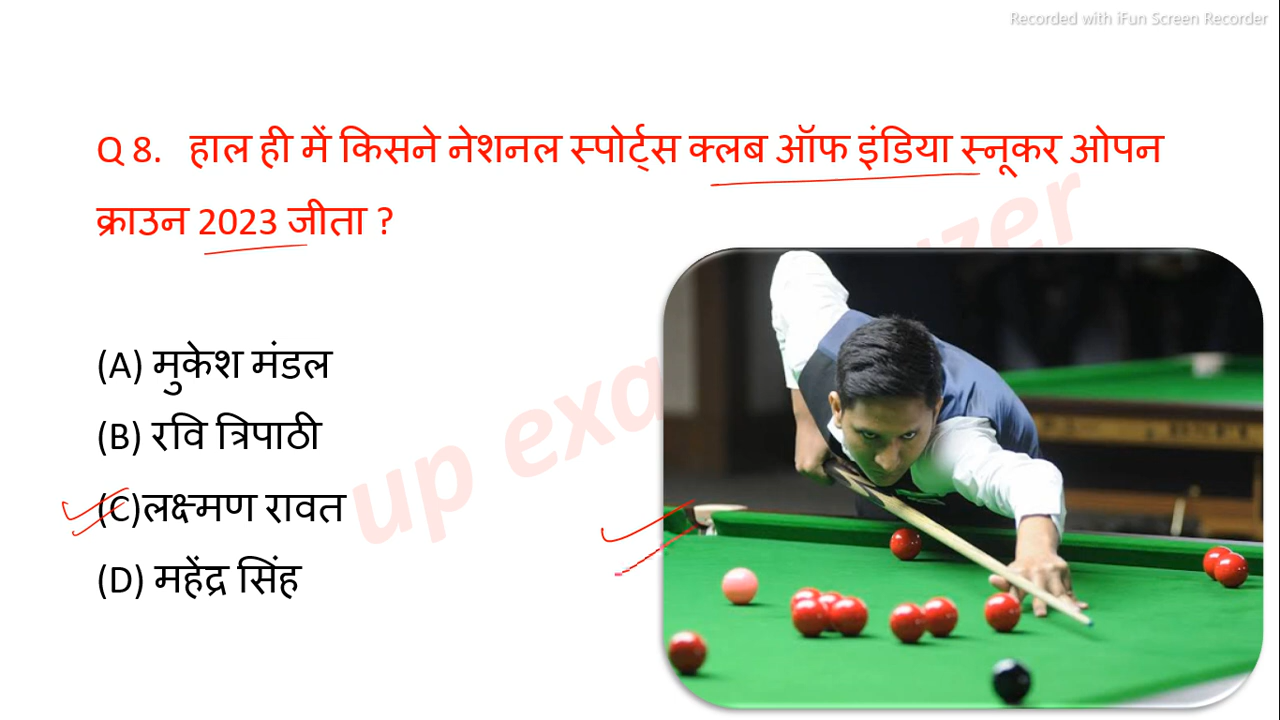 Recorded with iFun Screen Recorder
Q 8. हाल ही में किसने नेशनल स्पोर्ट्स क्लब ऑफ इंडिया स्नूकर ओपन
क्राउन 2023 जीता ?
(A) मुकेश मंडल
(B) रवि त्रिपाठी
(C)लक्ष्मण रावत
(D) महेंद्र सिंह